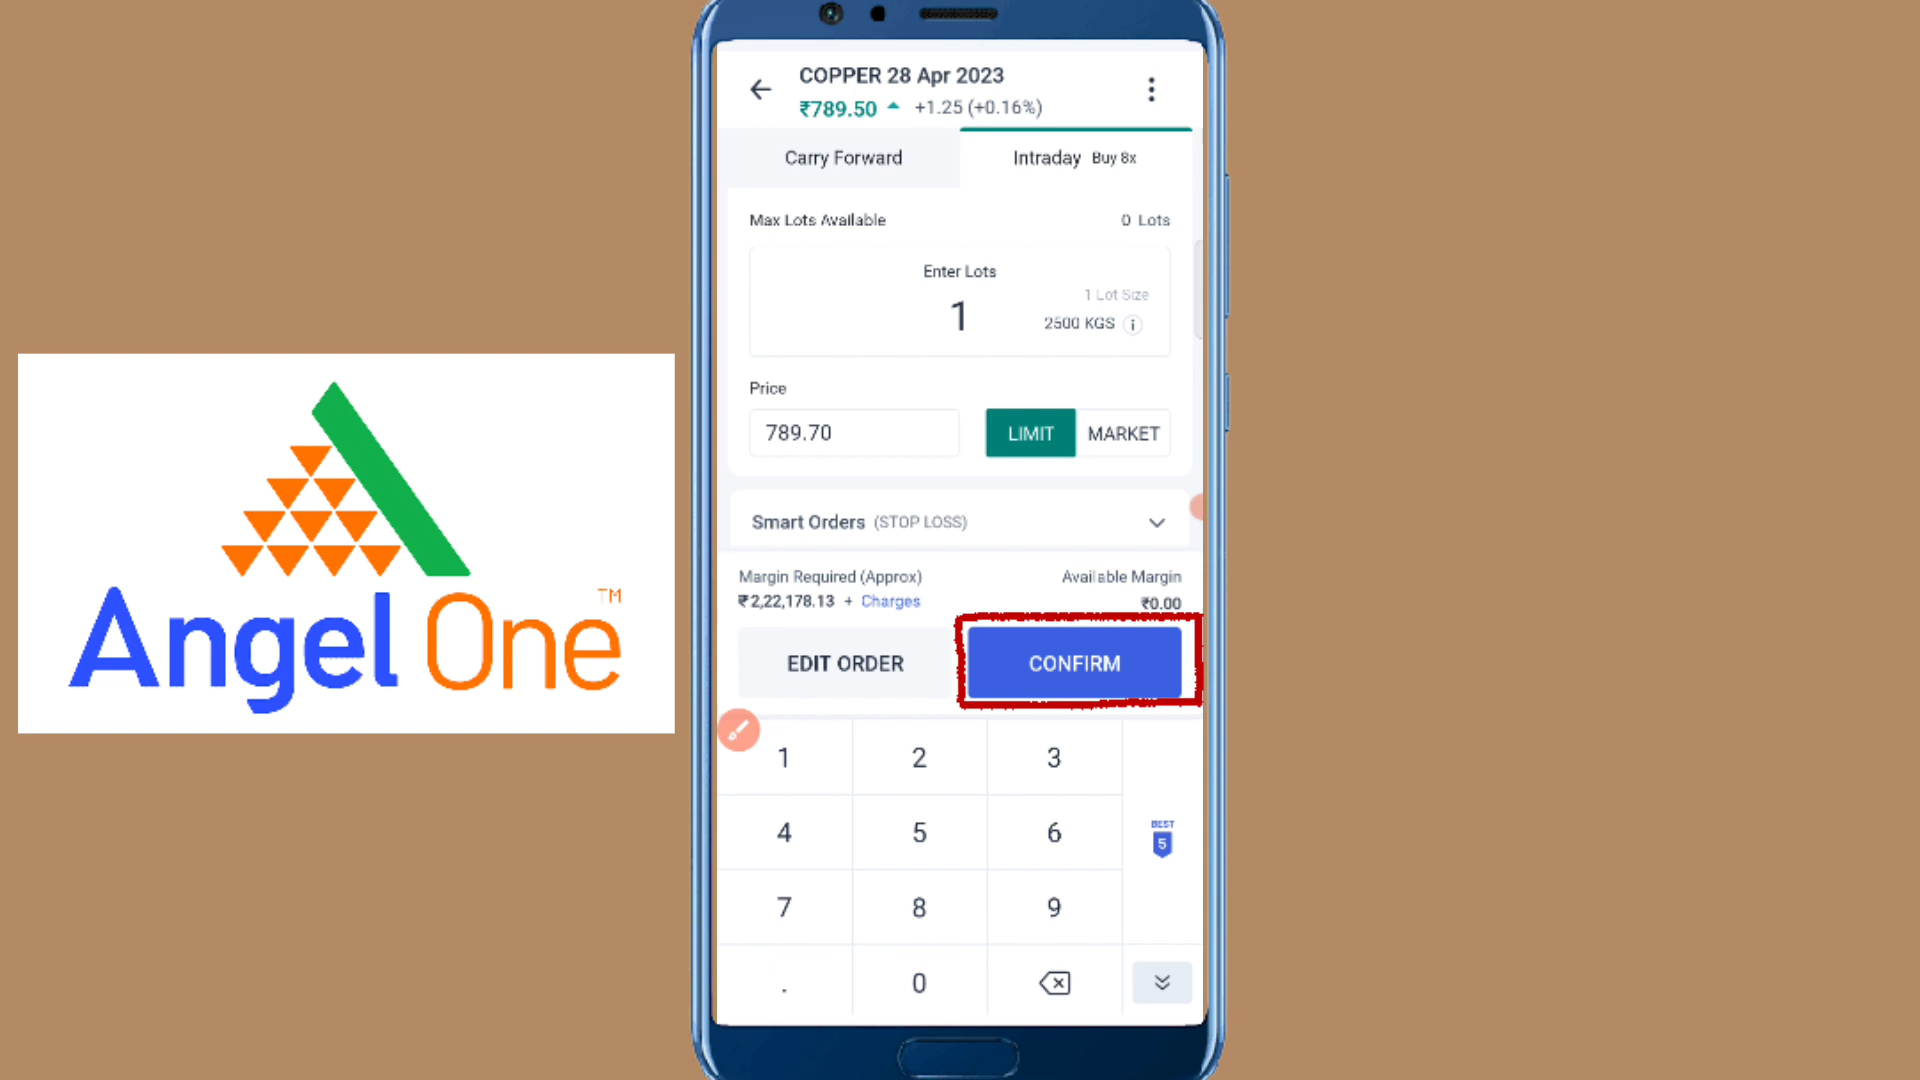 COPPER 28 Apr 2023
₹789.50 +1.25 (+0.16%)
Carry Forward
Intraday Buy 8x
Max Lots Available
0 Lots
Enter Lots
1
1 Lot Size
2500 KGS
Price
789.70
LIMIT
MARKET
Smart Orders (STOP LOSS)
Margin Required (Approx)
₹2,22,178.13 + Charges
Available Margin
₹0.00
EDIT ORDER
CONFIRM
1 2 3
4 5 6
BEST
5
7 8 9
. 0
Angel One TM